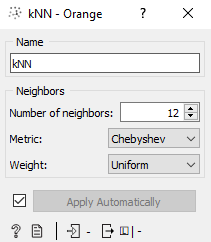 kNN - Orange ? ×
Name
kNN
Neighbors
Number of neighbors: 12
Metric: Chebyshev
Weight: Uniform
Apply Automatically
? | - | -